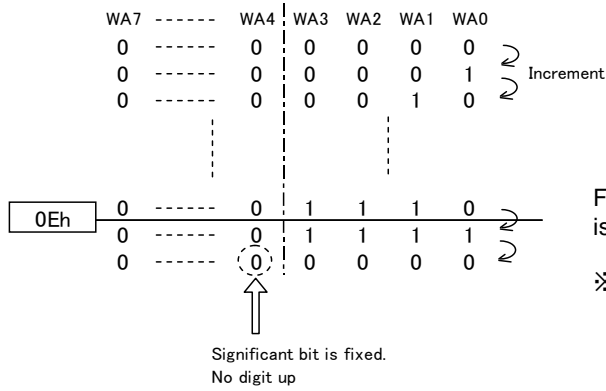 WA7 ------ WA4 WA3 WA2 WA1 WA0
0 ------ 0 0 0 0 0
0 ------ 0 0 0 0 1 Increment
0 ------ 0 0 0 1 0
0 ------ 0 1 1 1 0 F
0Eh
0 ------ 0 1 1 1 1 is
0 ------ 0 0 0 0 0
※
Significant bit is fixed.
No digit up